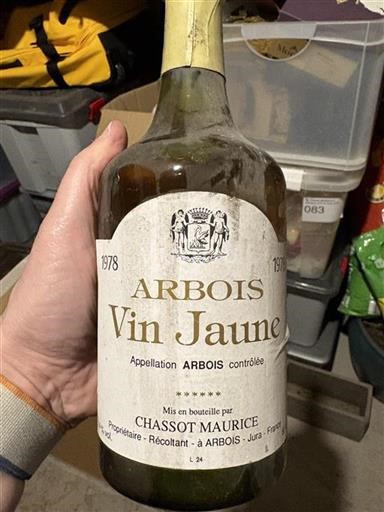 1978
ARBOIS
Vin Jaune
Appellation ARBOIS contrôlée
******
Mis en bouteille par
CHASSOT MAURICE
Propriétaire - Récoltant - à ARBOIS - Jura - France
L 24
083